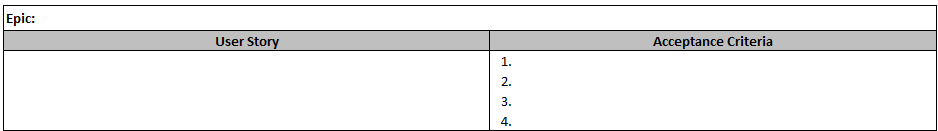 Epic:
User Story Acceptance Criteria
1.
2.
3.
4.